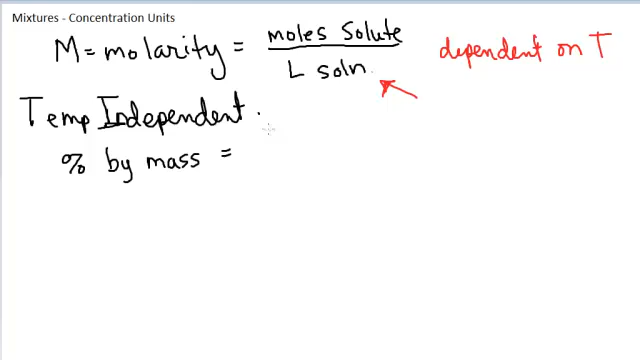 Mixtures - Concentration Units
M = molarity = moles Solute / L soln.
dependent on T
Temp Independent.
% by mass =